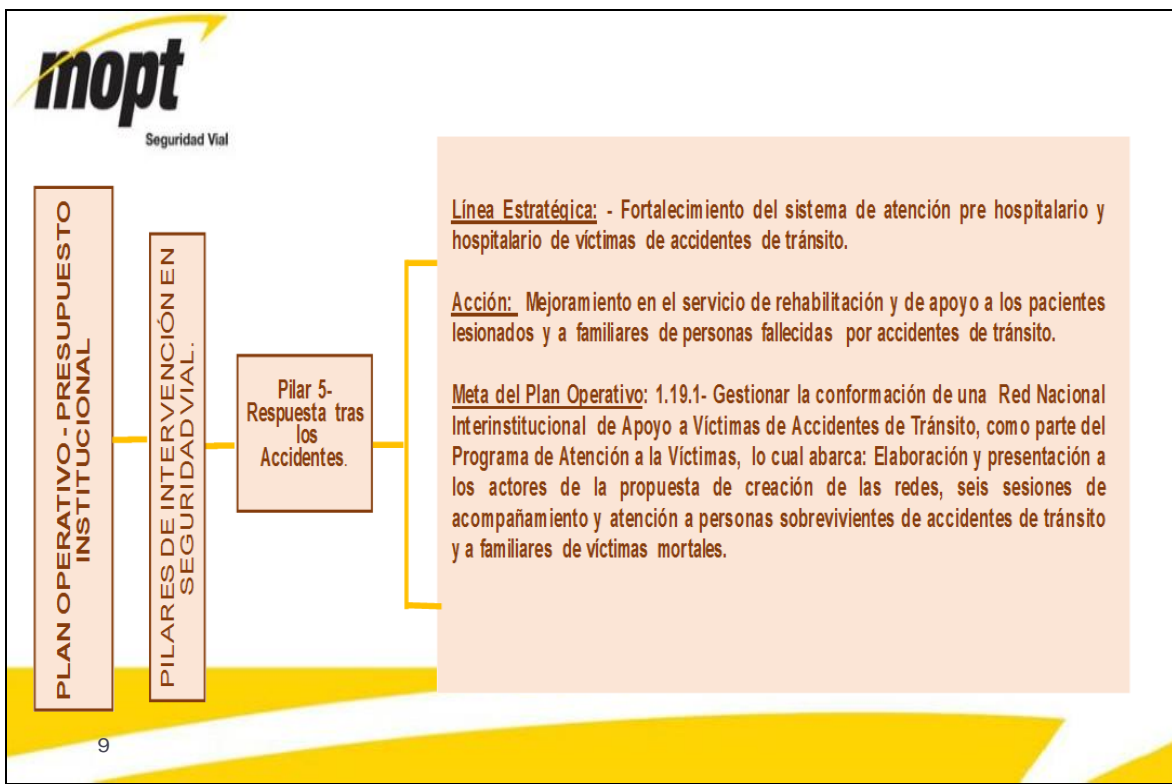 mopt
Seguridad Vial
PLAN OPERATIVO - PRESUPUESTO
INSTITUCIONAL
PILARES DE INTERVENCIÓN EN
SEGURIDAD VIAL.
Pilar 5-
Respuesta tras
los
Accidentes.
Línea Estratégica: - Fortalecimiento del sistema de atención pre hospitalario y
hospitalario de víctimas de accidentes de tránsito.
Acción: Mejoramiento en el servicio de rehabilitación y de apoyo a los pacientes
lesionados y a familiares de personas fallecidas por accidentes de tránsito.
Meta del Plan Operativo: 1.19.1- Gestionar la conformación de una Red Nacional
Interinstitucional de Apoyo a Víctimas de Accidentes de Tránsito, como parte del
Programa de Atención a la Víctimas, lo cual abarca: Elaboración y presentación a
los actores de la propuesta de creación de las redes, seis sesiones de
acompañamiento y atención a personas sobrevivientes de accidentes de tránsito
y a familiares de víctimas mortales.
9